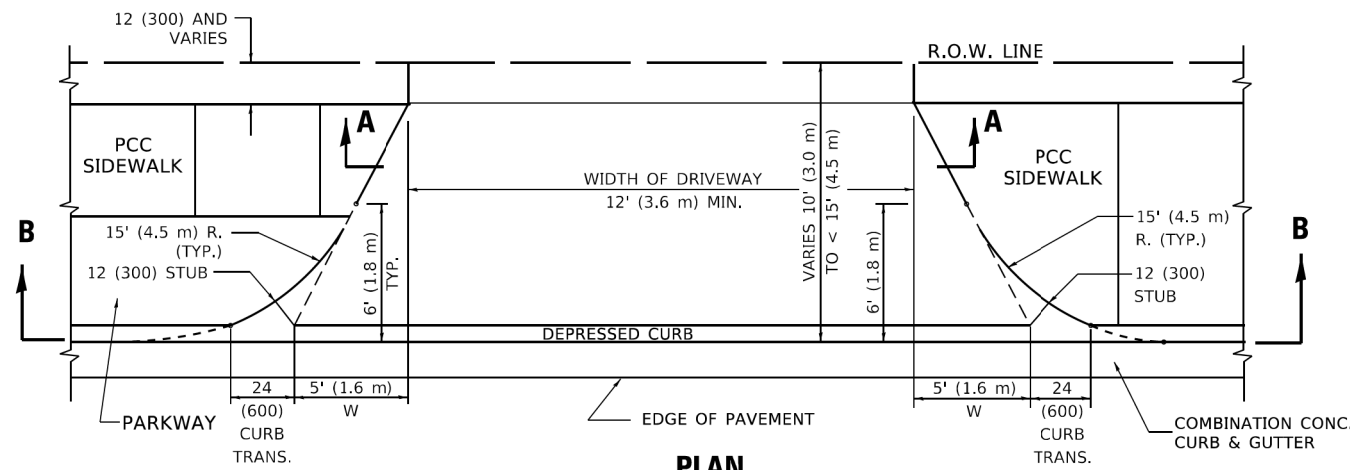 12 (300) AND
VARIES
R.O.W. LINE
A
A
PCC
SIDEWALK
WIDTH OF DRIVEWAY
12' (3.6 m) MIN.
VARIES 10' (3.0 m)
TO < 15' (4.5 m)
PCC
SIDEWALK
B
15' (4.5 m) R.
(TYP.)
12 (300) STUB
6' (1.8 m)
TYP.
6' (1.8 m)
15' (4.5 m)
R. (TYP.)
12 (300)
STUB
B
DEPRESSED CURB
24
(600)
CURB
TRANS.
5' (1.6 m)
W
PARKWAY
EDGE OF PAVEMENT
5' (1.6 m)
W
24
(600)
CURB
TRANS.
COMBINATION CONC.
CURB & GUTTER
PLAN